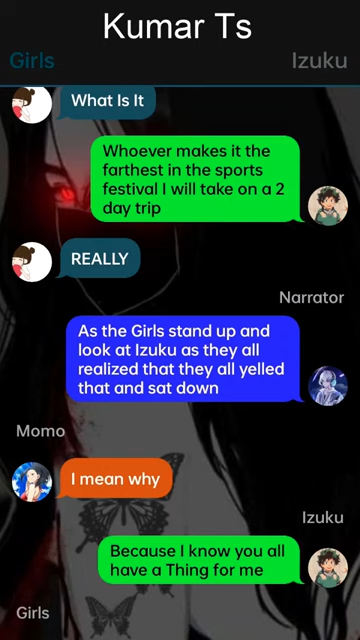 Kumar Ts
Girls
Izuku
What Is It
Whoever makes it the
farthest in the sports
festival I will take on a 2
day trip
REALLY
Narrator
As the Girls stand up and
look at Izuku as they all
realized that they all yelled
that and sat down
Momo
I mean why
Izuku
Because I know you all
have a Thing for me
Girls